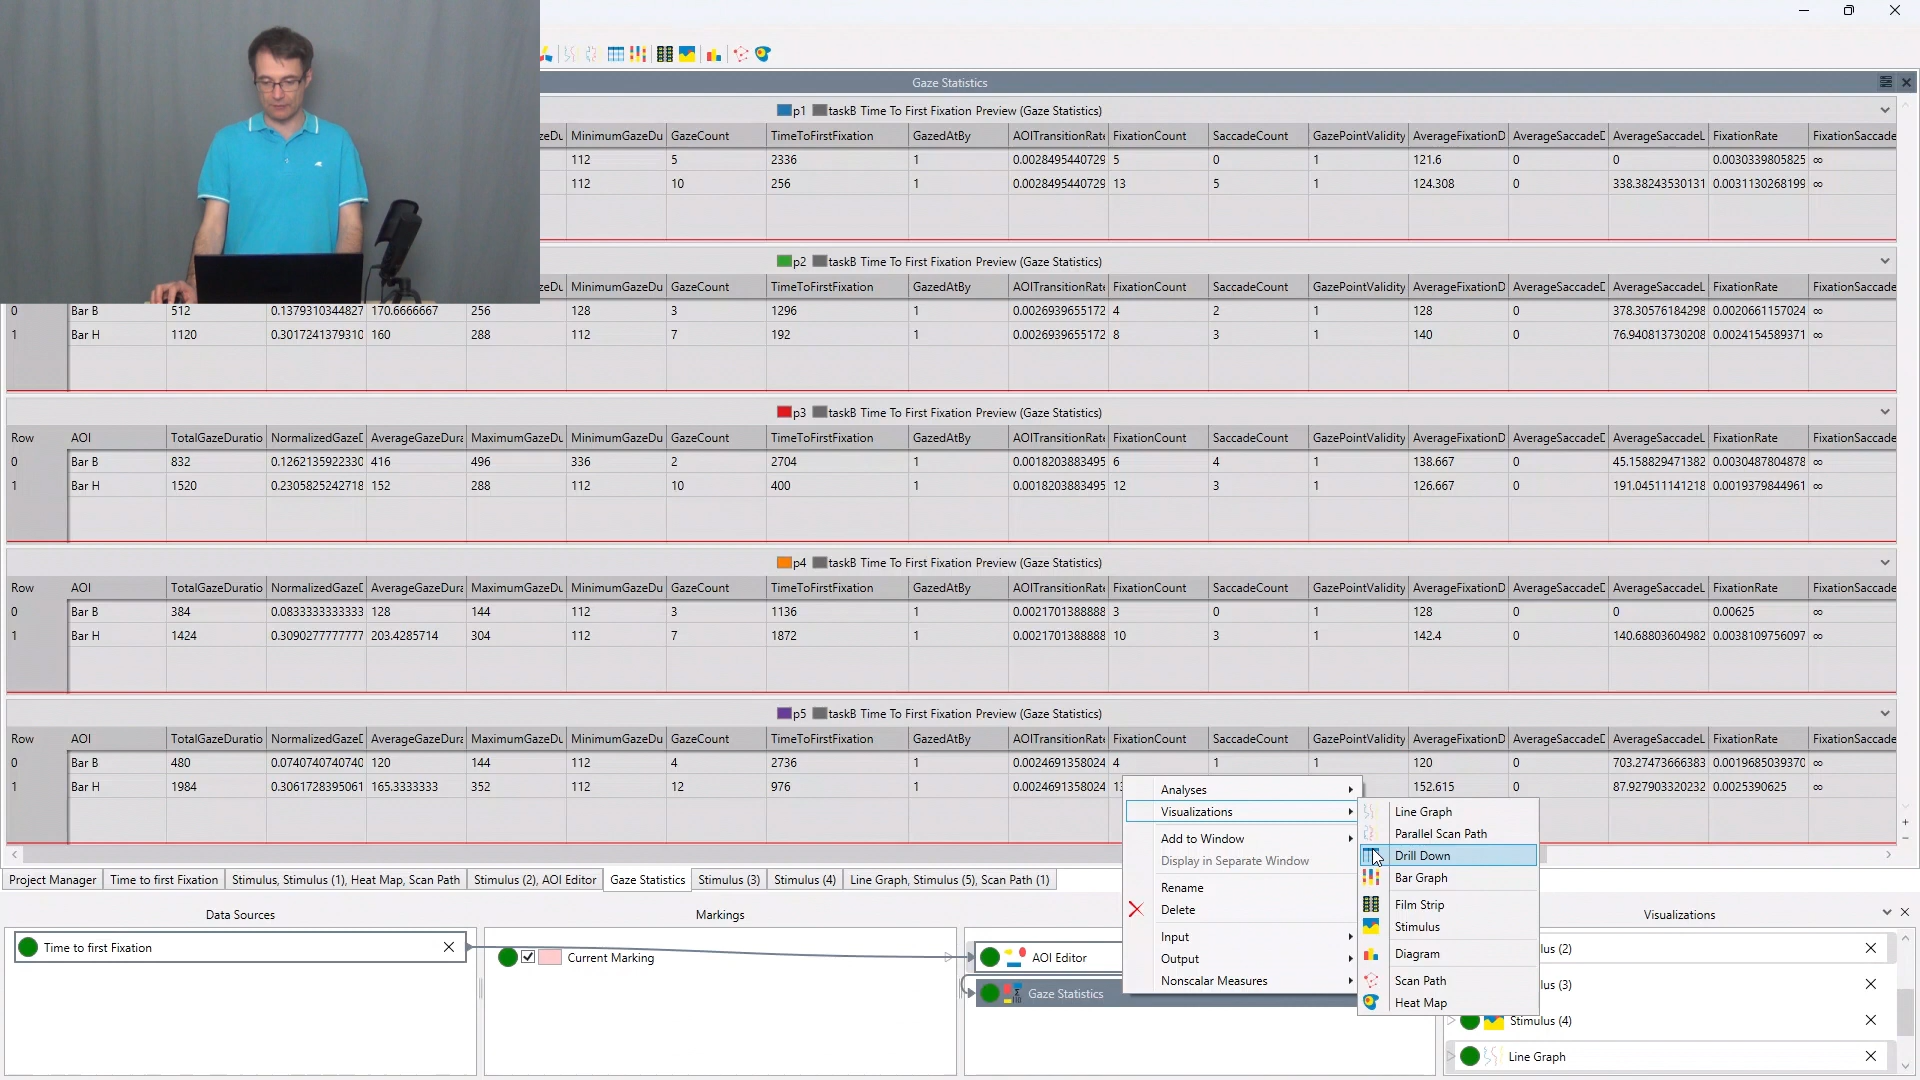 Gaze Statistics
p1 taskB Time To First Fixation Preview (Gaze Statistics)
zeDu MinimumGazeDu GazeCount TimeToFirstFixation GazedAtBy AOITransitionRate FixationCount SaccadeCount GazePointValidity AverageFixationD AverageSaccadeD AverageSaccadeL FixationRate FixationSaccade
112 5 2336 1 0.0028495440729 5 0 1 121.6 0 0 0.0030339805825 ∞
112 10 256 1 0.0028495440729 13 5 1 124.308 0 338.38243530131 0.0031130268199 ∞
p2 taskB Time To First Fixation Preview (Gaze Statistics)
zeDu MinimumGazeDu GazeCount TimeToFirstFixation GazedAtBy AOITransitionRate FixationCount SaccadeCount GazePointValidity AverageFixationD AverageSaccadeD AverageSaccadeL FixationRate FixationSaccade
0 Bar B 512 0.1379310344827 170.6666667 256 128 3 1296 1 0.0026939655172 4 2 1 128 0 378.30576184298 0.0020661157024 ∞
1 Bar H 1120 0.3017241379310 160 288 112 7 192 1 0.0026939655172 8 3 1 140 0 76.940813730208 0.0024154589371 ∞
p3 taskB Time To First Fixation Preview (Gaze Statistics)
Row AOI TotalGazeDuratio NormalizedGazeD AverageGazeDura MaximumGazeDu MinimumGazeDu GazeCount TimeToFirstFixation GazedAtBy AOITransitionRate FixationCount SaccadeCount GazePointValidity AverageFixationD AverageSaccadeD AverageSaccadeL FixationRate FixationSaccade
0 Bar B 832 0.1262135922330 416 496 336 2 2704 1 0.0018203883495 6 4 1 138.667 0 45.158829471382 0.0030487804878 ∞
1 Bar H 1520 0.2305825242718 152 288 112 10 400 1 0.0018203883495 12 3 1 126.667 0 191.04511141218 0.0019379844961 ∞
p4 taskB Time To First Fixation Preview (Gaze Statistics)
Row AOI TotalGazeDuratio NormalizedGazeD AverageGazeDura MaximumGazeDu MinimumGazeDu GazeCount TimeToFirstFixation GazedAtBy AOITransitionRate FixationCount SaccadeCount GazePointValidity AverageFixationD AverageSaccadeD AverageSaccadeL FixationRate FixationSaccade
0 Bar B 384 0.0833333333333 128 144 112 3 1136 1 0.0021701388888 3 0 1 128 0 0 0.00625 ∞
1 Bar H 1424 0.3090277777777 203.4285714 304 112 7 1872 1 0.0021701388888 10 3 1 142.4 0 140.68803604982 0.0038109756097 ∞
p5 taskB Time To First Fixation Preview (Gaze Statistics)
Row AOI TotalGazeDuratio NormalizedGazeD AverageGazeDura MaximumGazeDu MinimumGazeDu GazeCount TimeToFirstFixation GazedAtBy AOITransitionRate FixationCount SaccadeCount GazePointValidity AverageFixationD AverageSaccadeD AverageSaccadeL FixationRate FixationSaccade
0 Bar B 480 0.0740740740740 120 144 112 4 2736 1 0.0024691358024 4 1 1 120 0 703.27473666383 0.0019685039370 ∞
1 Bar H 1984 0.3061728395061 165.3333333 352 112 12 976 1 0.0024691358024 152.615 0 87.927903320232 0.0025390625 ∞
Analyses
Visualizations
Add to Window
Display in Separate Window
Rename
Delete
Input
Output
Nonscalar Measures
Line Graph
Parallel Scan Path
Drill Down
Bar Graph
Film Strip
Stimulus
Diagram
Scan Path
Heat Map
Project Manager Time to first Fixation Stimulus, Stimulus (1), Heat Map, Scan Path Stimulus (2), AOI Editor Gaze Statistics Stimulus (3) Stimulus (4) Line Graph, Stimulus (5), Scan Path (1)
Data Sources Markings Visualizations
Time to first Fixation
Current Marking
AOI Editor
Gaze Statistics
lus (2)
lus (3)
Stimulus (4)
Line Graph